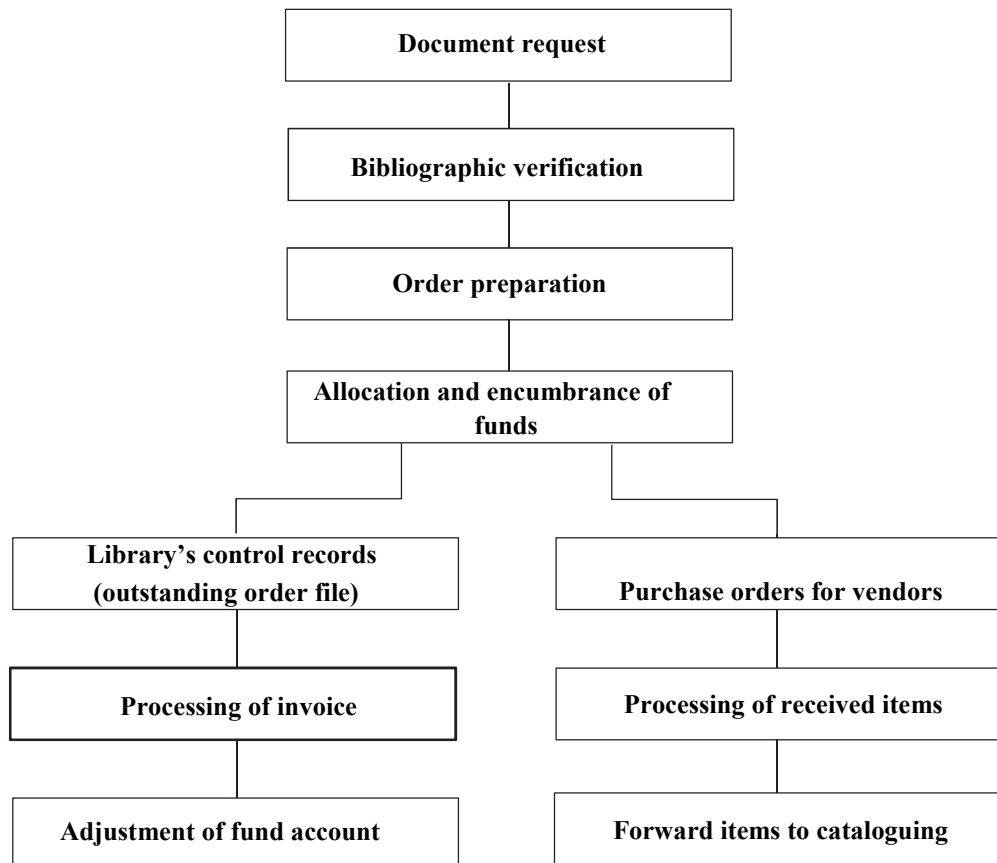 Document request
Bibliographic verification
Order preparation
Allocation and encumbrance of
funds
Library’s control records
(outstanding order file)
Purchase orders for vendors
Processing of invoice
Processing of received items
Adjustment of fund account
Forward items to cataloguing